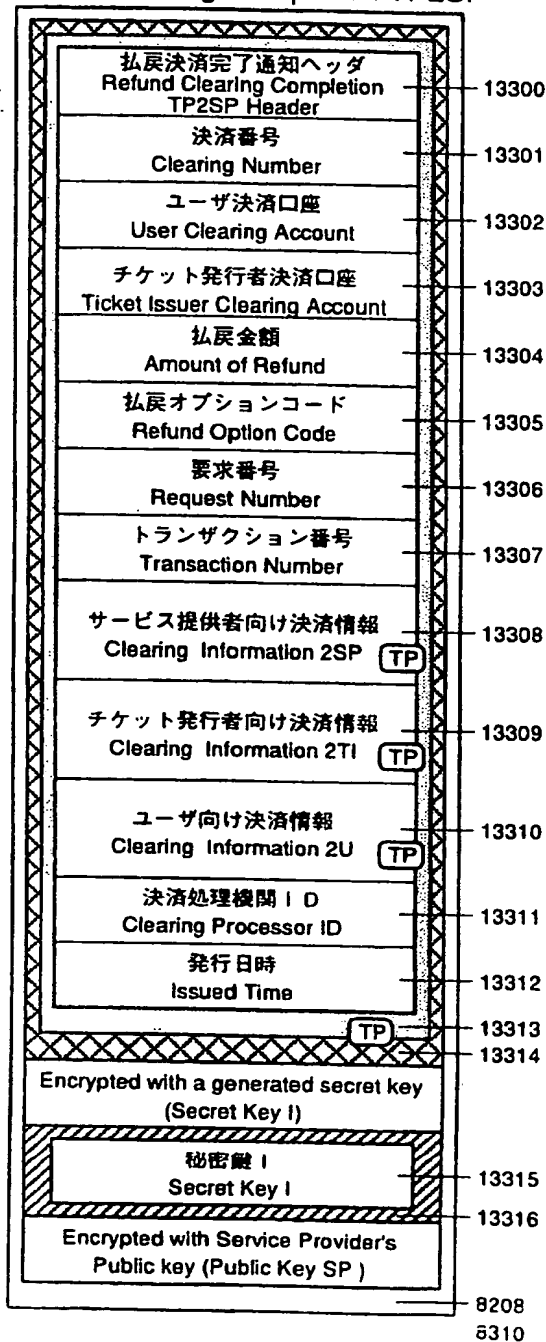 払戻決済完了通知ヘッダ
Refund Clearing Completion
TP2SP Header
13300
決済番号
Clearing Number
13301
ユーザ決済口座
User Clearing Account
13302
チケット発行者決済口座
Ticket Issuer Clearing Account
13303
払戻金額
Amount of Refund
13304
払戻オプションコード
Refund Option Code
13305
要求番号
Request Number
13306
トランザクション番号
Transaction Number
13307
サービス提供者向け決済情報
Clearing Information 2SP
TP
13308
チケット発行者向け決済情報
Clearing Information 2TI
TP
13309
ユーザ向け決済情報
Clearing Information 2U
TP
13310
決済処理機関ID
Clearing Processor ID
13311
発行日時
Issued Time
13312
TP
13313
13314
Encrypted with a generated secret key
(Secret Key I)
秘密鍵 I
Secret Key I
13315
13316
Encrypted with Service Provider's
Public key (Public Key SP )
8208
8310